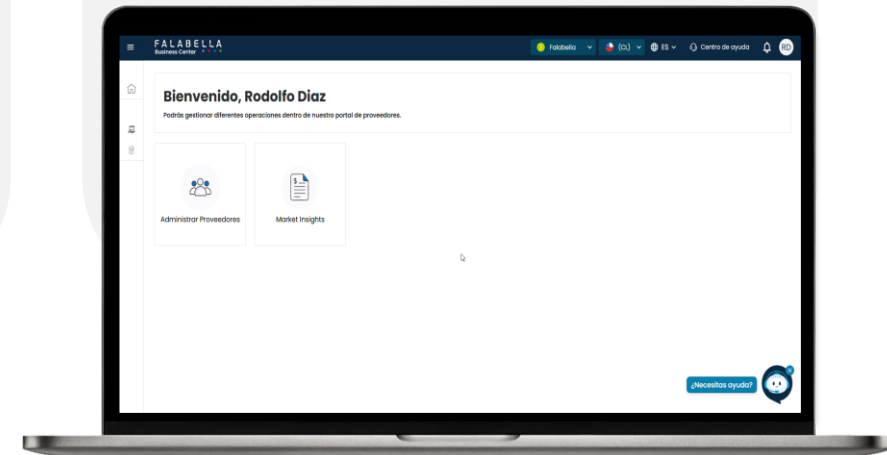 FALABELLA
Business Center
Falabella
(CL)
ES
Centro de ayuda
RD
Bienvenido, Rodolfo Diaz
Podrás gestionar diferentes operaciones dentro de nuestro portal de proveedores.
Administrar Proveedores
Market Insights
¿Necesitas ayuda?